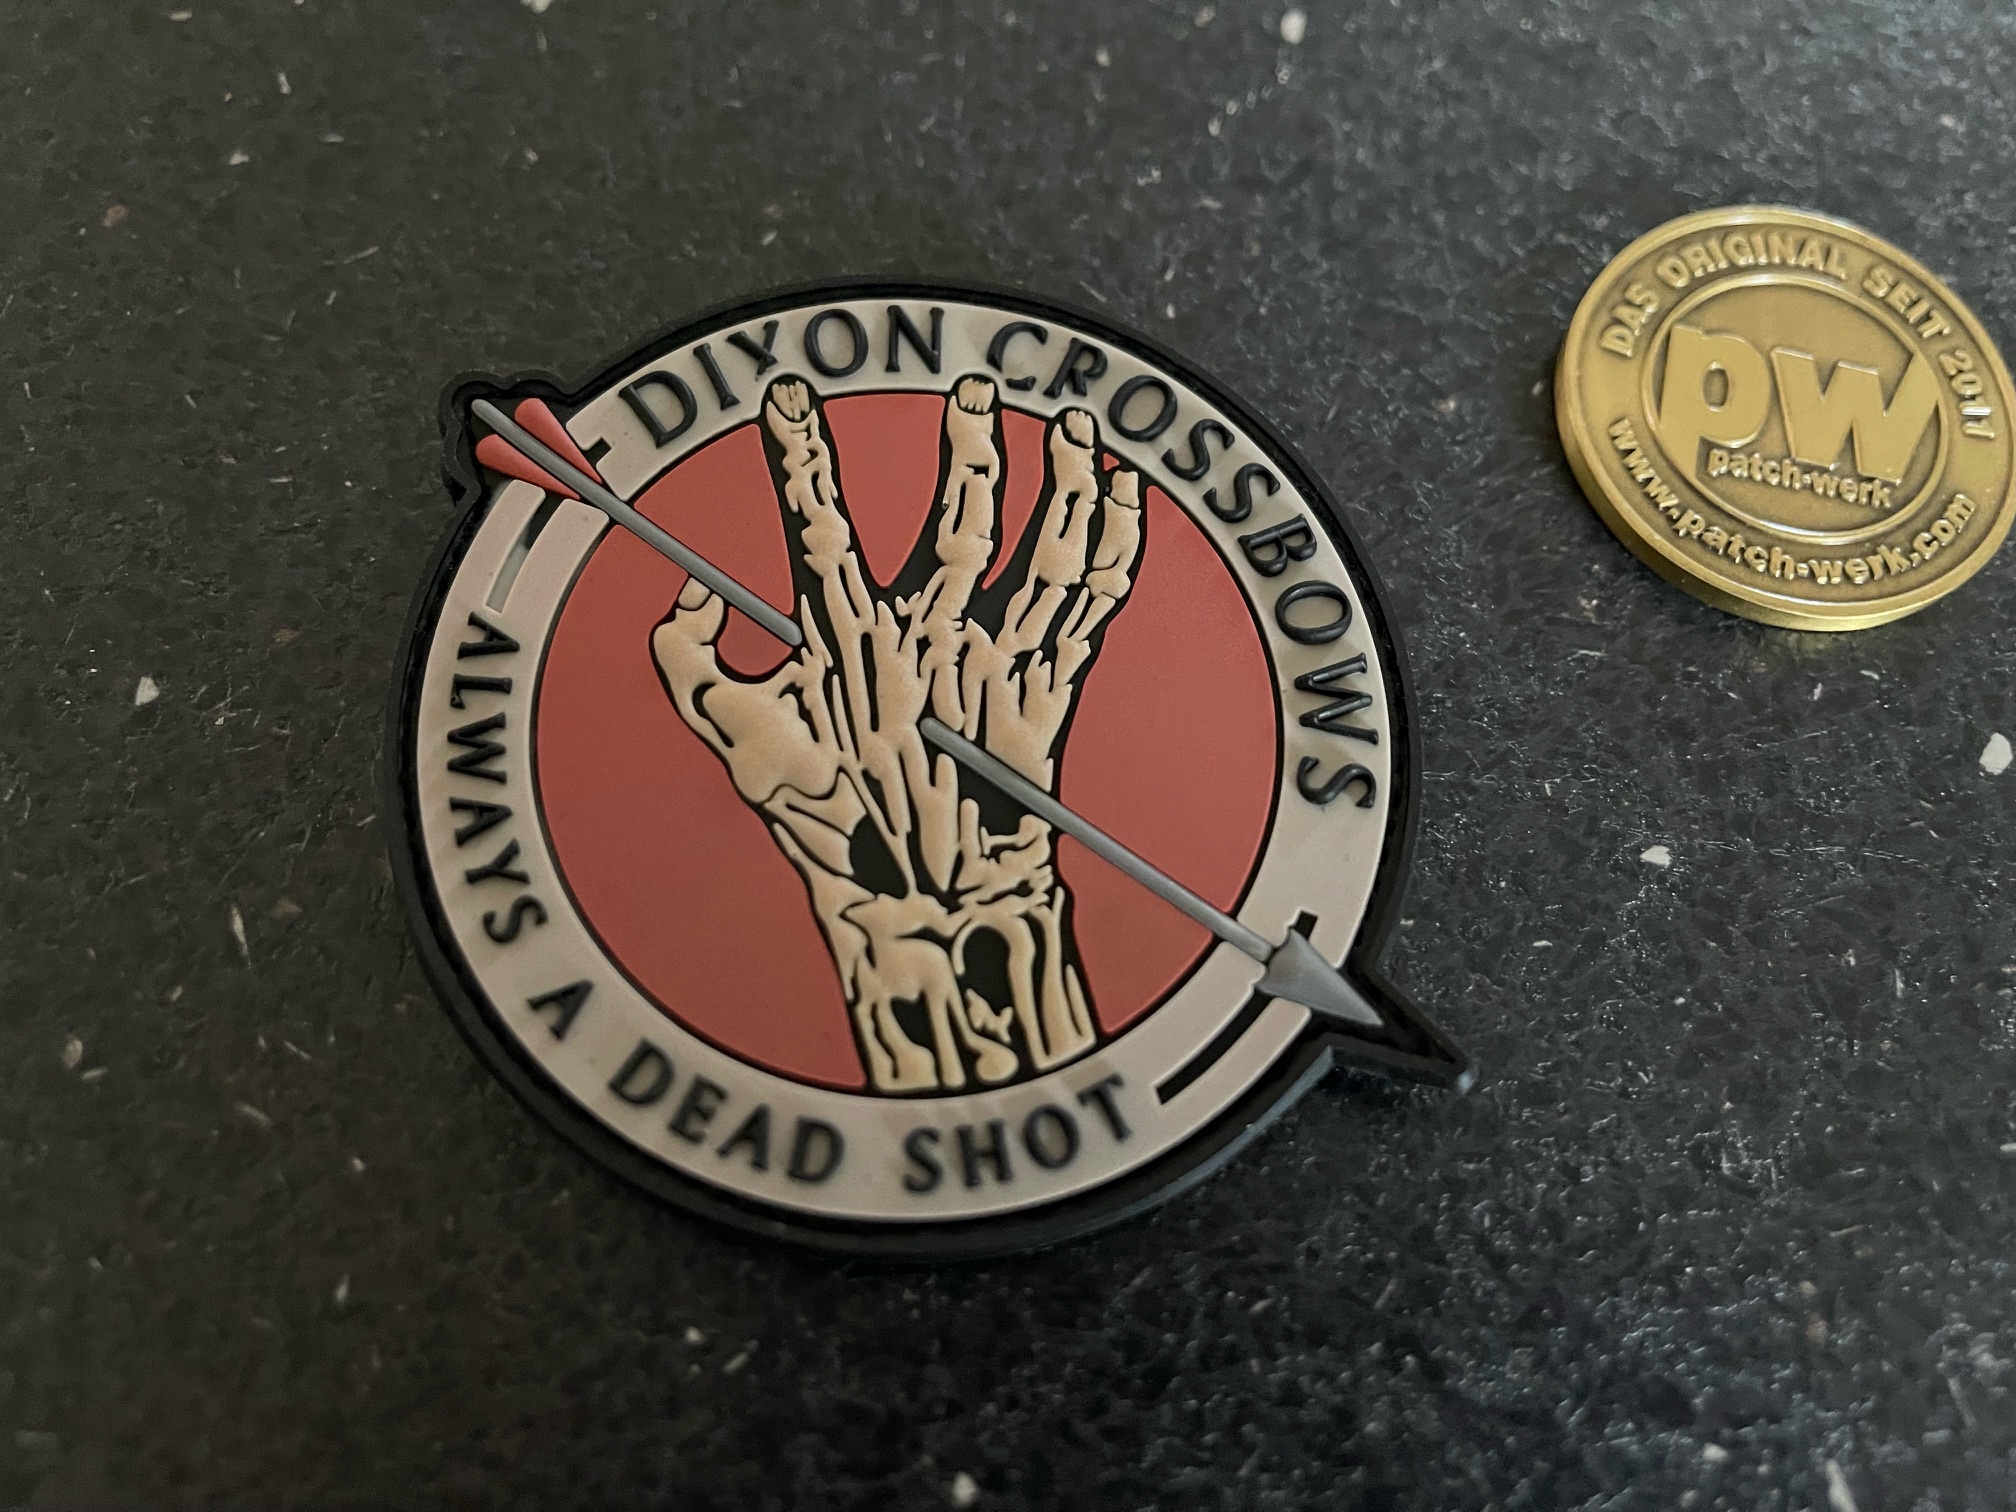 DIXON CROSSBOWS
ALWAYS A DEAD SHOT
DAS ORIGINAL SEIT 2011
pw
patch-werk
www.patch-werk.com